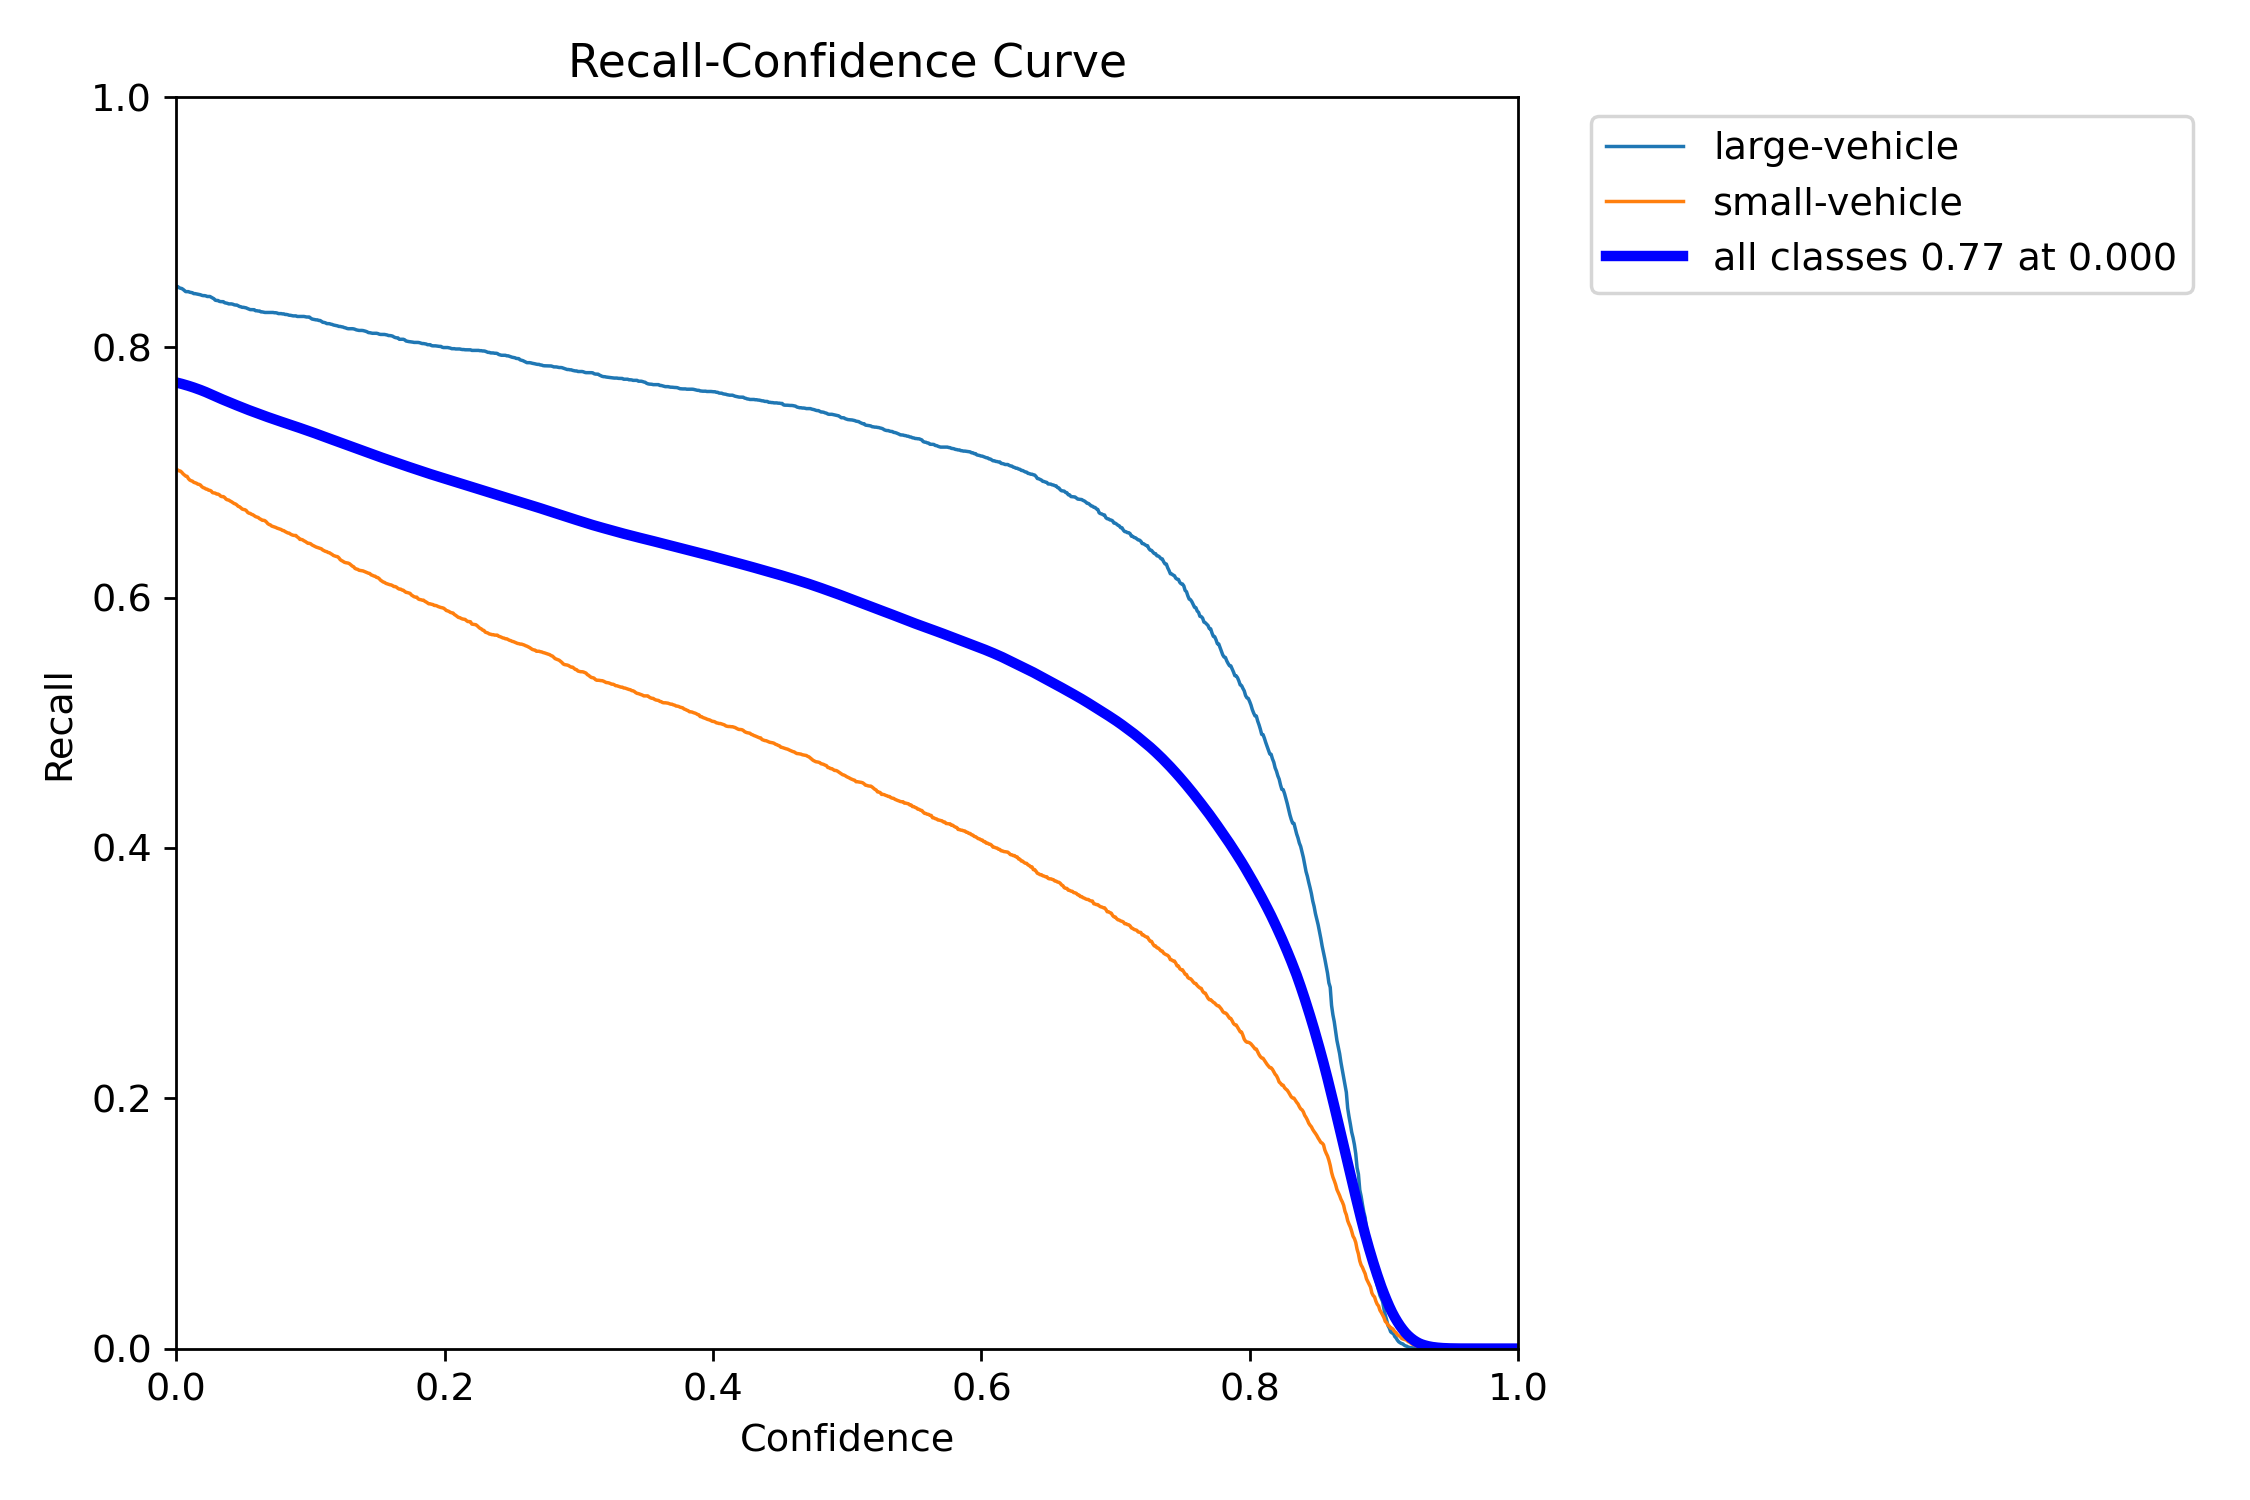 Recall-Confidence Curve
1.0
0.8
0.6
0.4
0.2
0.0
Recall
0.0 0.2 0.4 0.6 0.8 1.0
Confidence
large-vehicle
small-vehicle
all classes 0.77 at 0.000